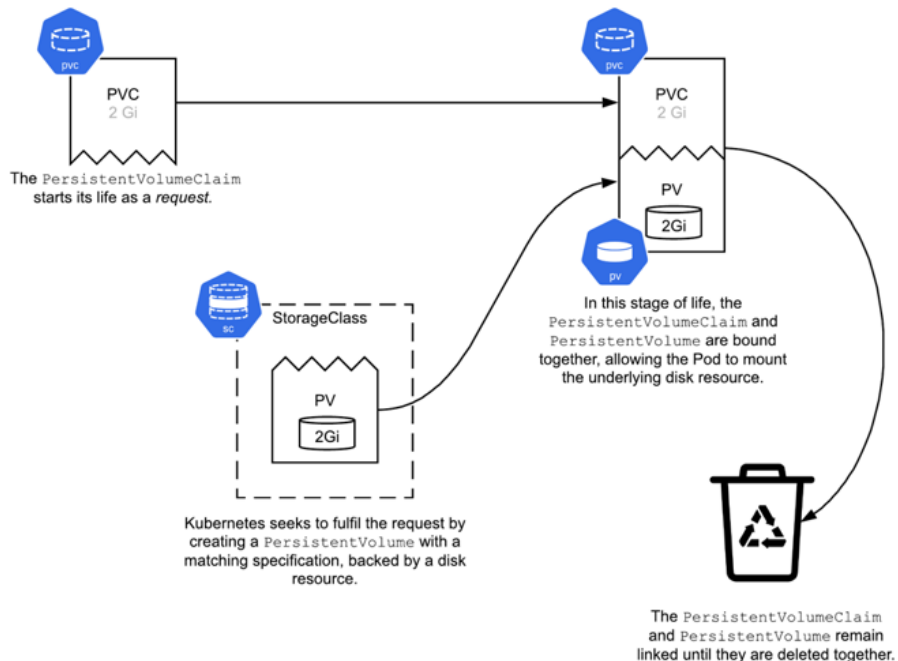 pvc
PVC
2 Gi
The PersistentVolumeClaim
starts its life as a request.
sc
StorageClass
PV
2Gi
Kubernetes seeks to fulfil the request by
creating a PersistentVolume with a
matching specification, backed by a disk
resource.
pvc
PVC
2 Gi
PV
2Gi
pv
In this stage of life, the
PersistentVolumeClaim and
PersistentVolume are bound
together, allowing the Pod to mount
the underlying disk resource.
The PersistentVolumeClaim
and PersistentVolume remain
linked until they are deleted together.